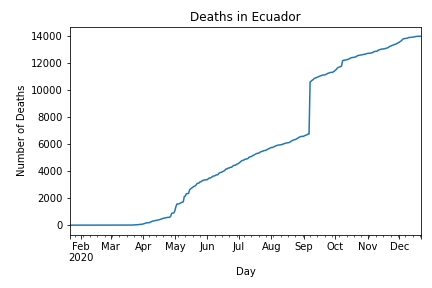 Deaths in Ecuador
14000
12000
10000
8000
6000
4000
2000
0
Number of Deaths
Feb Mar Apr May Jun Jul Aug Sep Oct Nov Dec
2020
Day